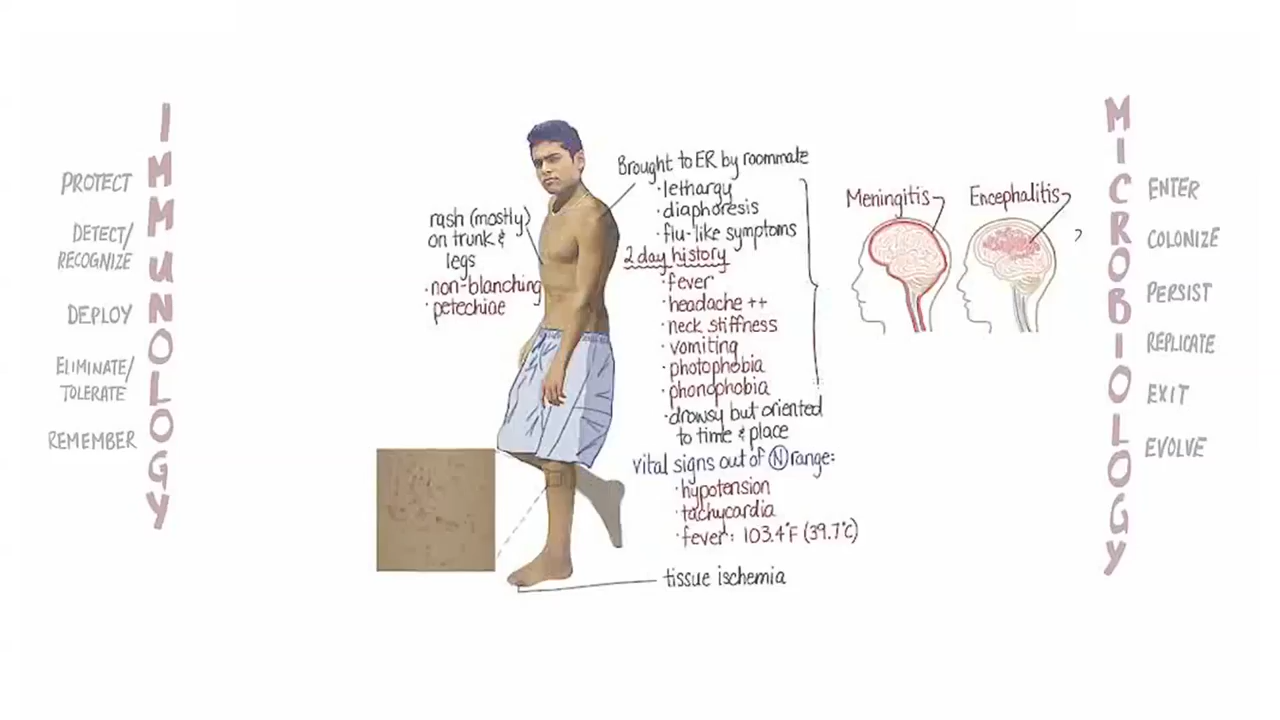 IMMUNOLOGY
PROTECT
DETECT/
RECOGNIZE
DEPLOY
ELIMINATE/
TOLERATE
REMEMBER
rash (mostly)
on trunk &
legs
· non-blanching
· petechiae
Brought to ER by roommate
· lethargy
· diaphoresis
· flu-like symptoms
2 day history
· fever
· headache ++
· neck stiffness
· vomiting
· photophobia
· phonophobia
· drowsy but oriented
to time & place
vital signs out of N range:
· hypotension
· tachycardia
· fever: 103.4°F (39.7°C)
tissue ischemia
Meningitis
Encephalitis
?
MICROBIOLOGY
ENTER
COLONIZE
PERSIST
REPLICATE
EXIT
EVOLVE